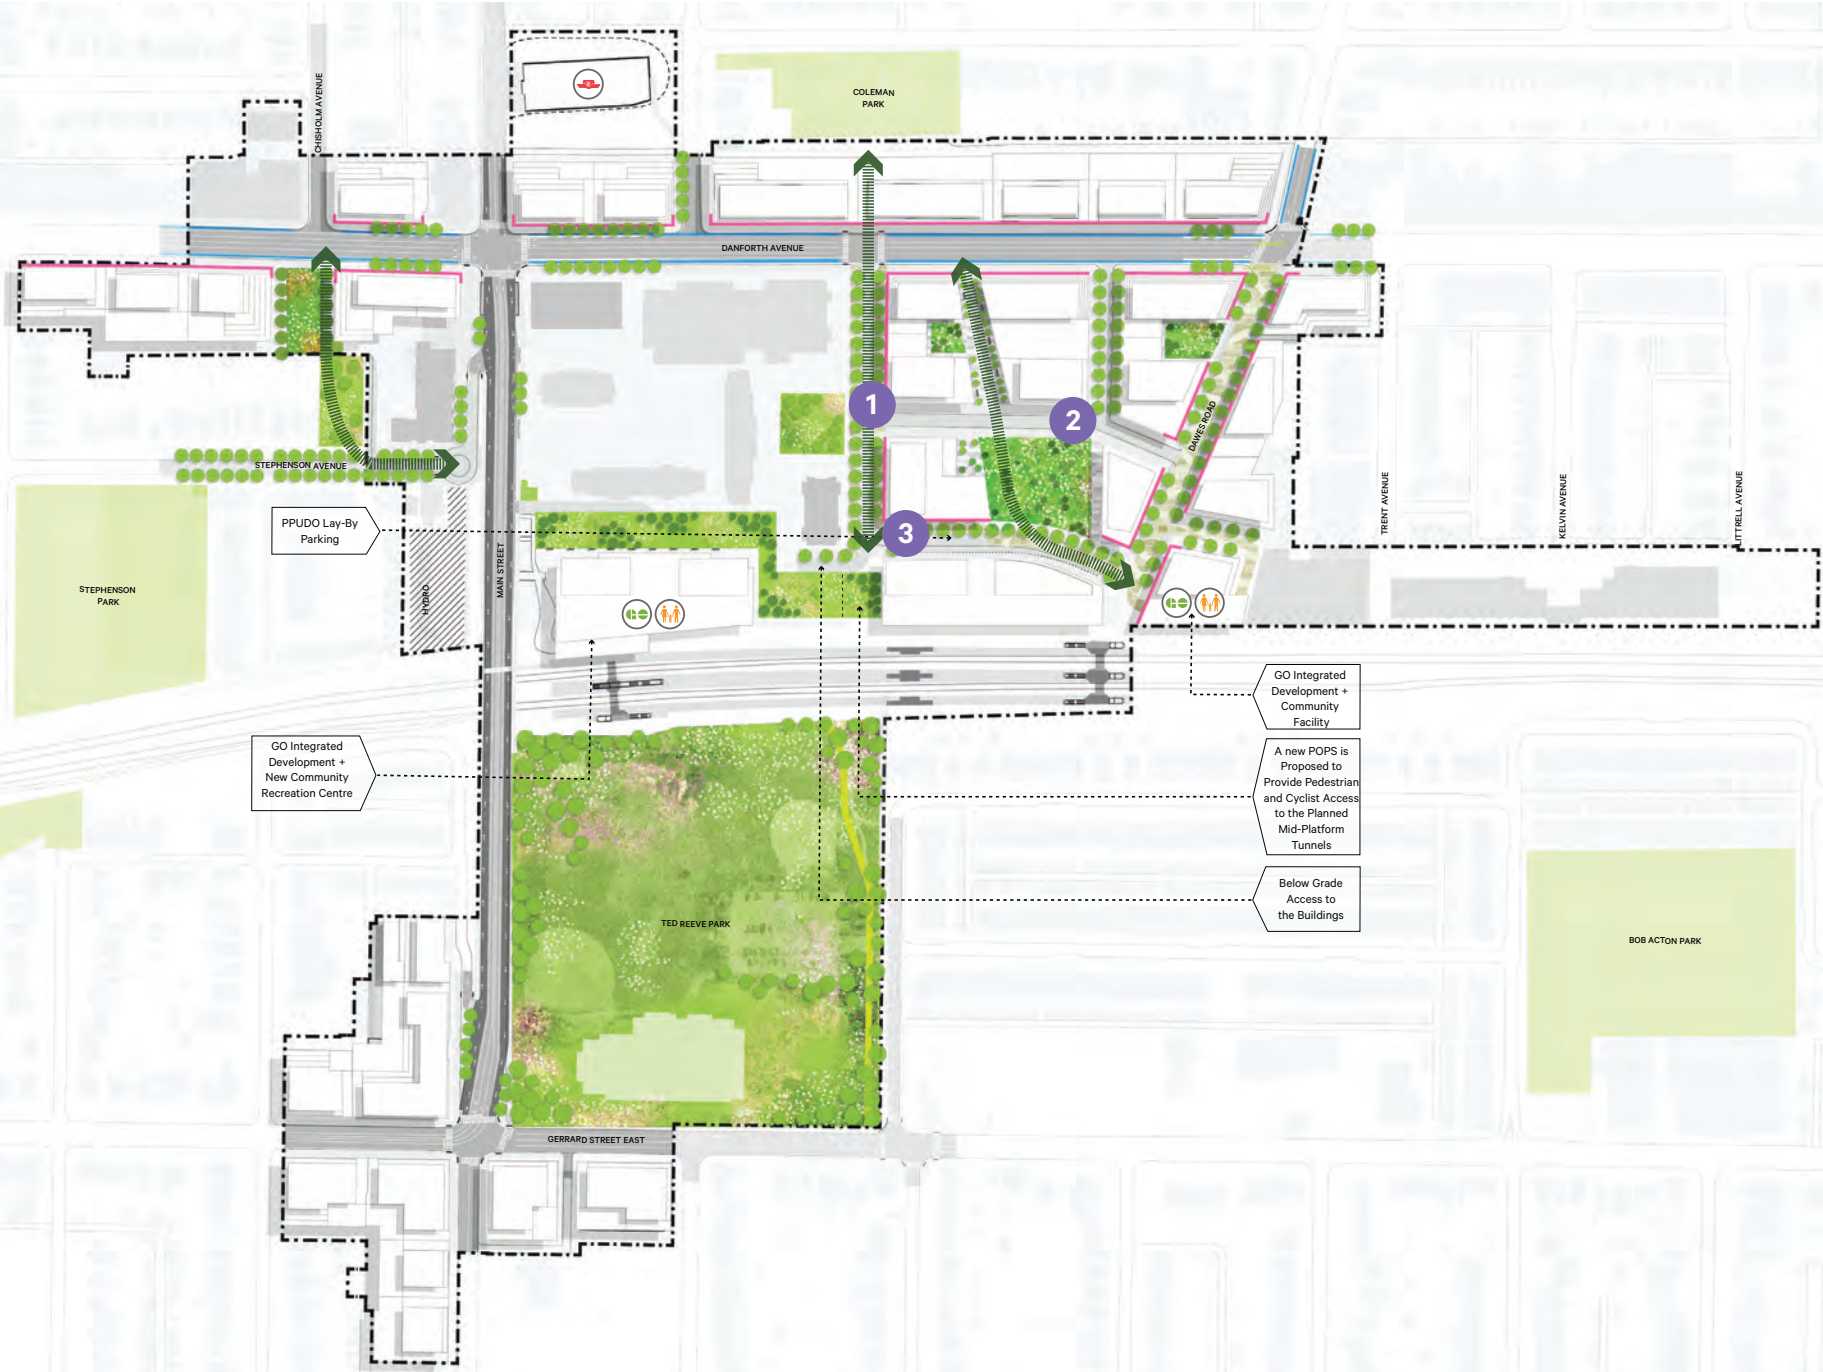 CHISHOLM AVENUE
COLEMAN
PARK
DANFORTH AVENUE
1
2
DAWES ROAD
STEPHENSON AVENUE
PPUDO Lay-By
Parking
3
TRENT AVENUE
KELVIN AVENUE
LITTRELL AVENUE
STEPHENSON
PARK
HYDRO
MAIN STREET
GO Integrated
Development +
Community
Facility
GO Integrated
Development +
New Community
Recreation Centre
A new POPS is
Proposed to
Provide Pedestrian
and Cyclist Access
to the Planned
Mid-Platform
Tunnels
Below Grade
Access to
the Buildings
TED REEVE PARK
BOB ACTON PARK
GERRARD STREET EAST